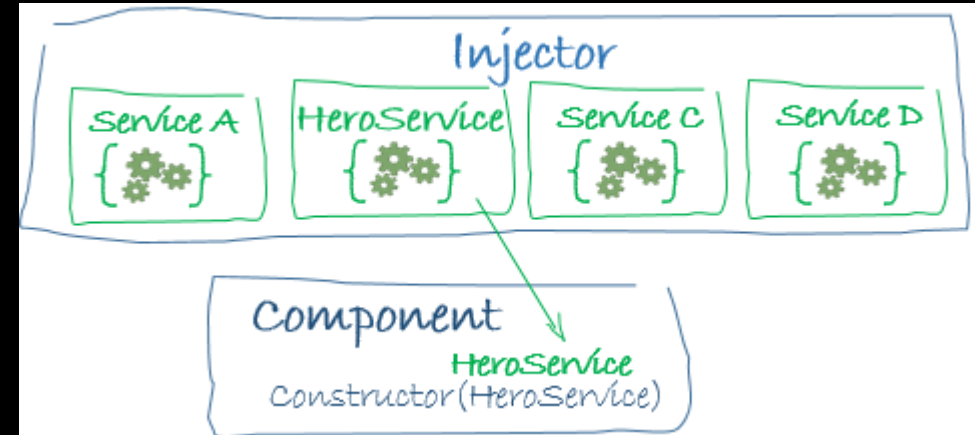 Injector
Service A
HeroService
Service C
Service D
Component
HeroService
Constructor(HeroService)